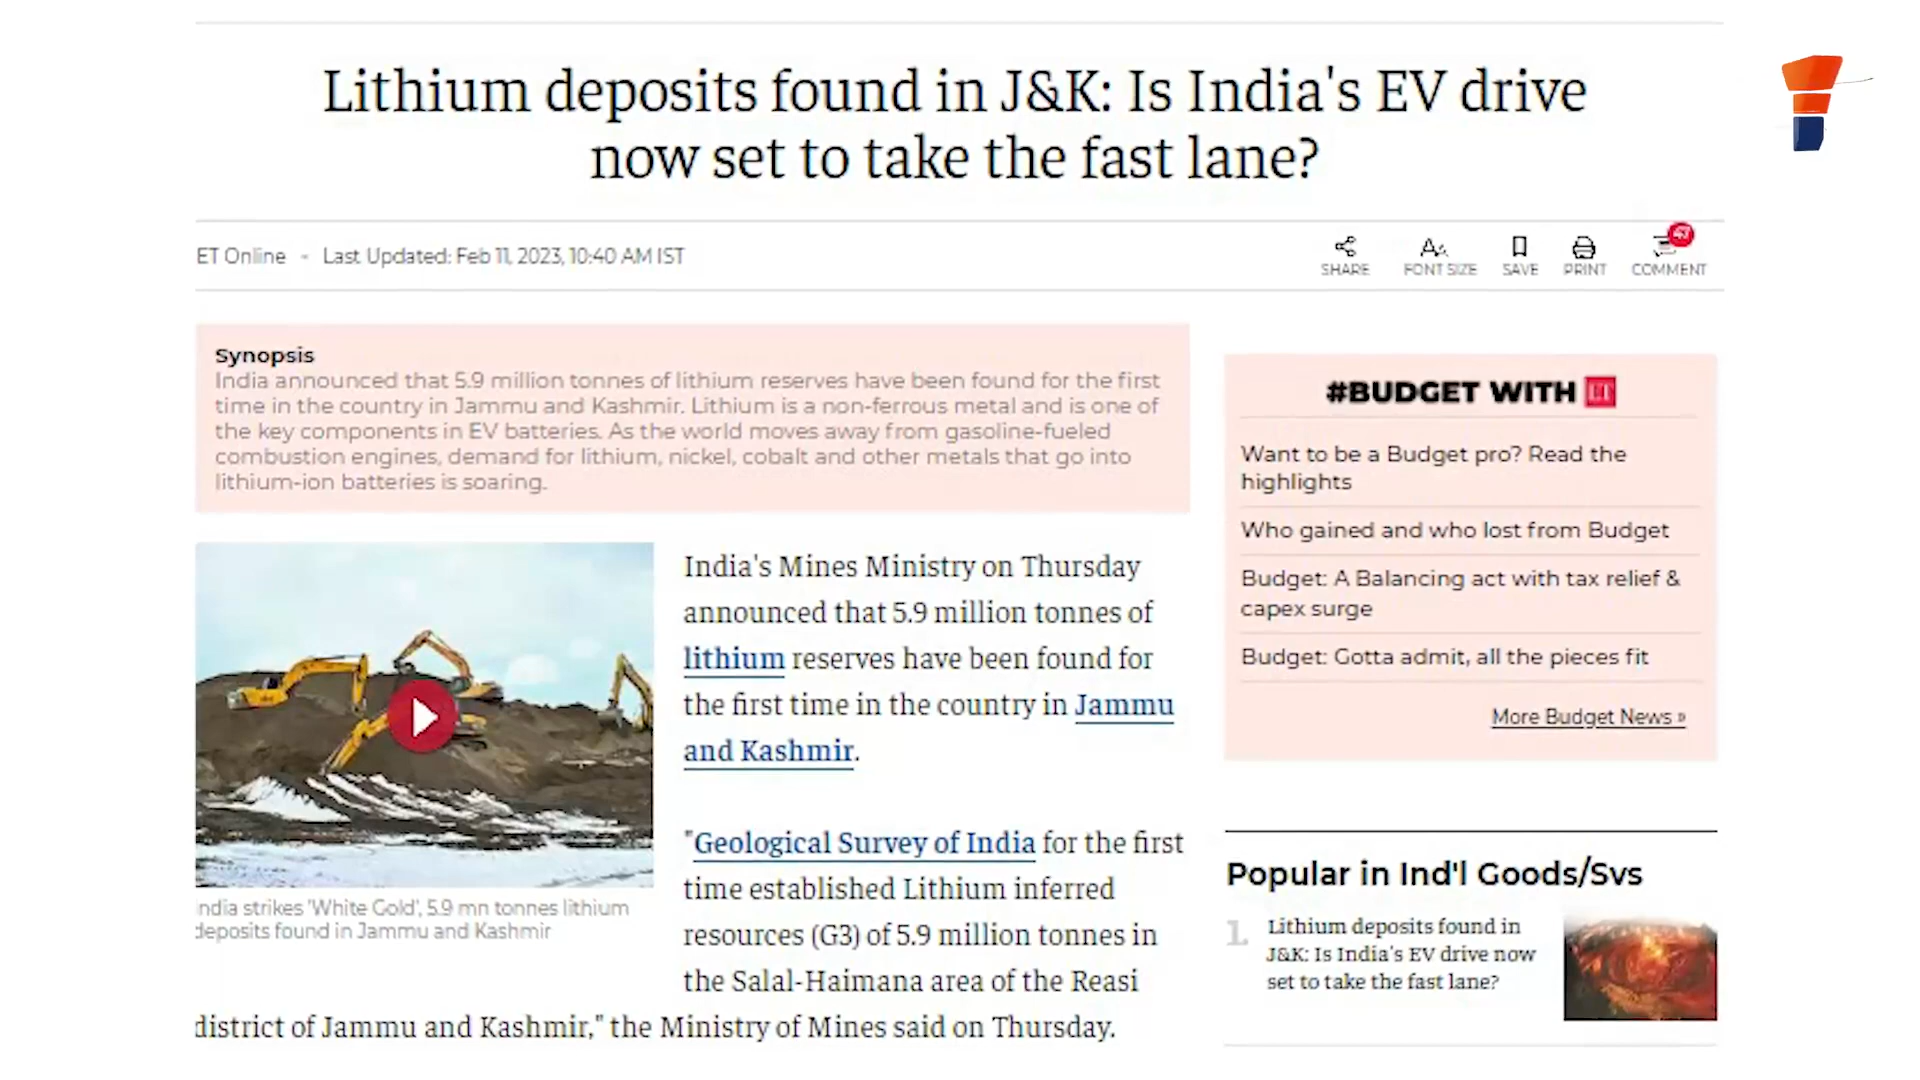 Lithium deposits found in J&K: Is India's EV drive
now set to take the fast lane?
ET Online - Last Updated: Feb 11, 2023, 10:40 AM IST
SHARE
FONT SIZE
SAVE
PRINT
47
COMMENT
Synopsis
India announced that 5.9 million tonnes of lithium reserves have been found for the first
time in the country in Jammu and Kashmir. Lithium is a non-ferrous metal and is one of
the key components in EV batteries. As the world moves away from gasoline-fueled
combustion engines, demand for lithium, nickel, cobalt and other metals that go into
lithium-ion batteries is soaring.
ndia strikes 'White Gold', 5.9 mn tonnes lithium
deposits found in Jammu and Kashmir
India's Mines Ministry on Thursday
announced that 5.9 million tonnes of
lithium reserves have been found for
the first time in the country in Jammu
and Kashmir.
"Geological Survey of India for the first
time established Lithium inferred
resources (G3) of 5.9 million tonnes in
the Salal-Haimana area of the Reasi
district of Jammu and Kashmir," the Ministry of Mines said on Thursday.
#BUDGET WITH ET
Want to be a Budget pro? Read the
highlights
Who gained and who lost from Budget
Budget: A Balancing act with tax relief &
capex surge
Budget: Gotta admit, all the pieces fit
More Budget News »
Popular in Ind'l Goods/Svs
1.
Lithium deposits found in
J&K: Is India's EV drive now
set to take the fast lane?